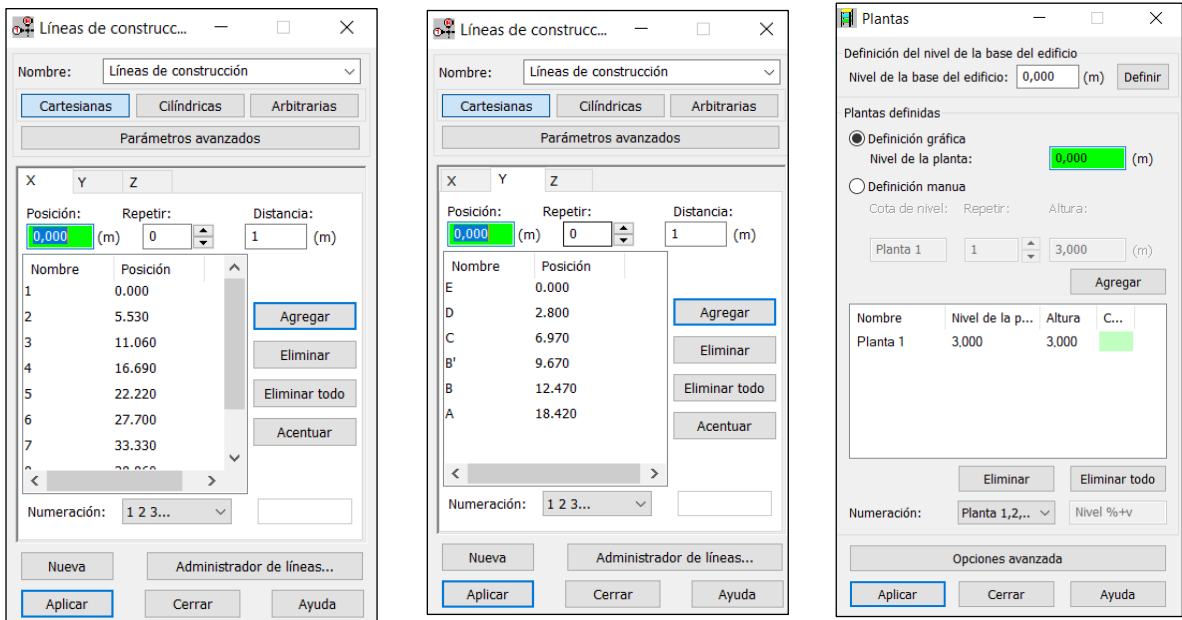 Líneas de construcc...
Nombre: Líneas de construcción
Cartesianas Cilíndricas Arbitrarias
Parámetros avanzados
X Y Z
Posición: Repetir: Distancia:
0,000 (m) 0 1 (m)
Nombre Posición
1 0.000
2 5.530
3 11.060
4 16.690
5 22.220
6 27.700
7 33.330
Agregar
Eliminar
Eliminar todo
Acentuar
Numeración: 1 2 3...
Nueva Administrador de líneas...
Aplicar Cerrar Ayuda
Líneas de construcc...
Nombre: Líneas de construcción
Cartesianas Cilíndricas Arbitrarias
Parámetros avanzados
X Y Z
Posición: Repetir: Distancia:
0,000 (m) 0 1 (m)
Nombre Posición
E 0.000
D 2.800
C 6.970
B' 9.670
B 12.470
A 18.420
Agregar
Eliminar
Eliminar todo
Acentuar
Numeración: 1 2 3...
Nueva Administrador de líneas...
Aplicar Cerrar Ayuda
Plantas
Definición del nivel de la base del edificio
Nivel de la base del edificio: 0,000 (m) Definir
Plantas definidas
Definición gráfica
Nivel de la planta: 0,000 (m)
Definición manua
Cota de nivel: Repetir: Altura:
Planta 1 1 3,000 (m)
Agregar
Nombre Nivel de la p... Altura C...
Planta 1 3,000 3,000
Eliminar Eliminar todo
Numeración: Planta 1,2,... Nivel %+v
Opciones avanzada
Aplicar Cerrar Ayuda